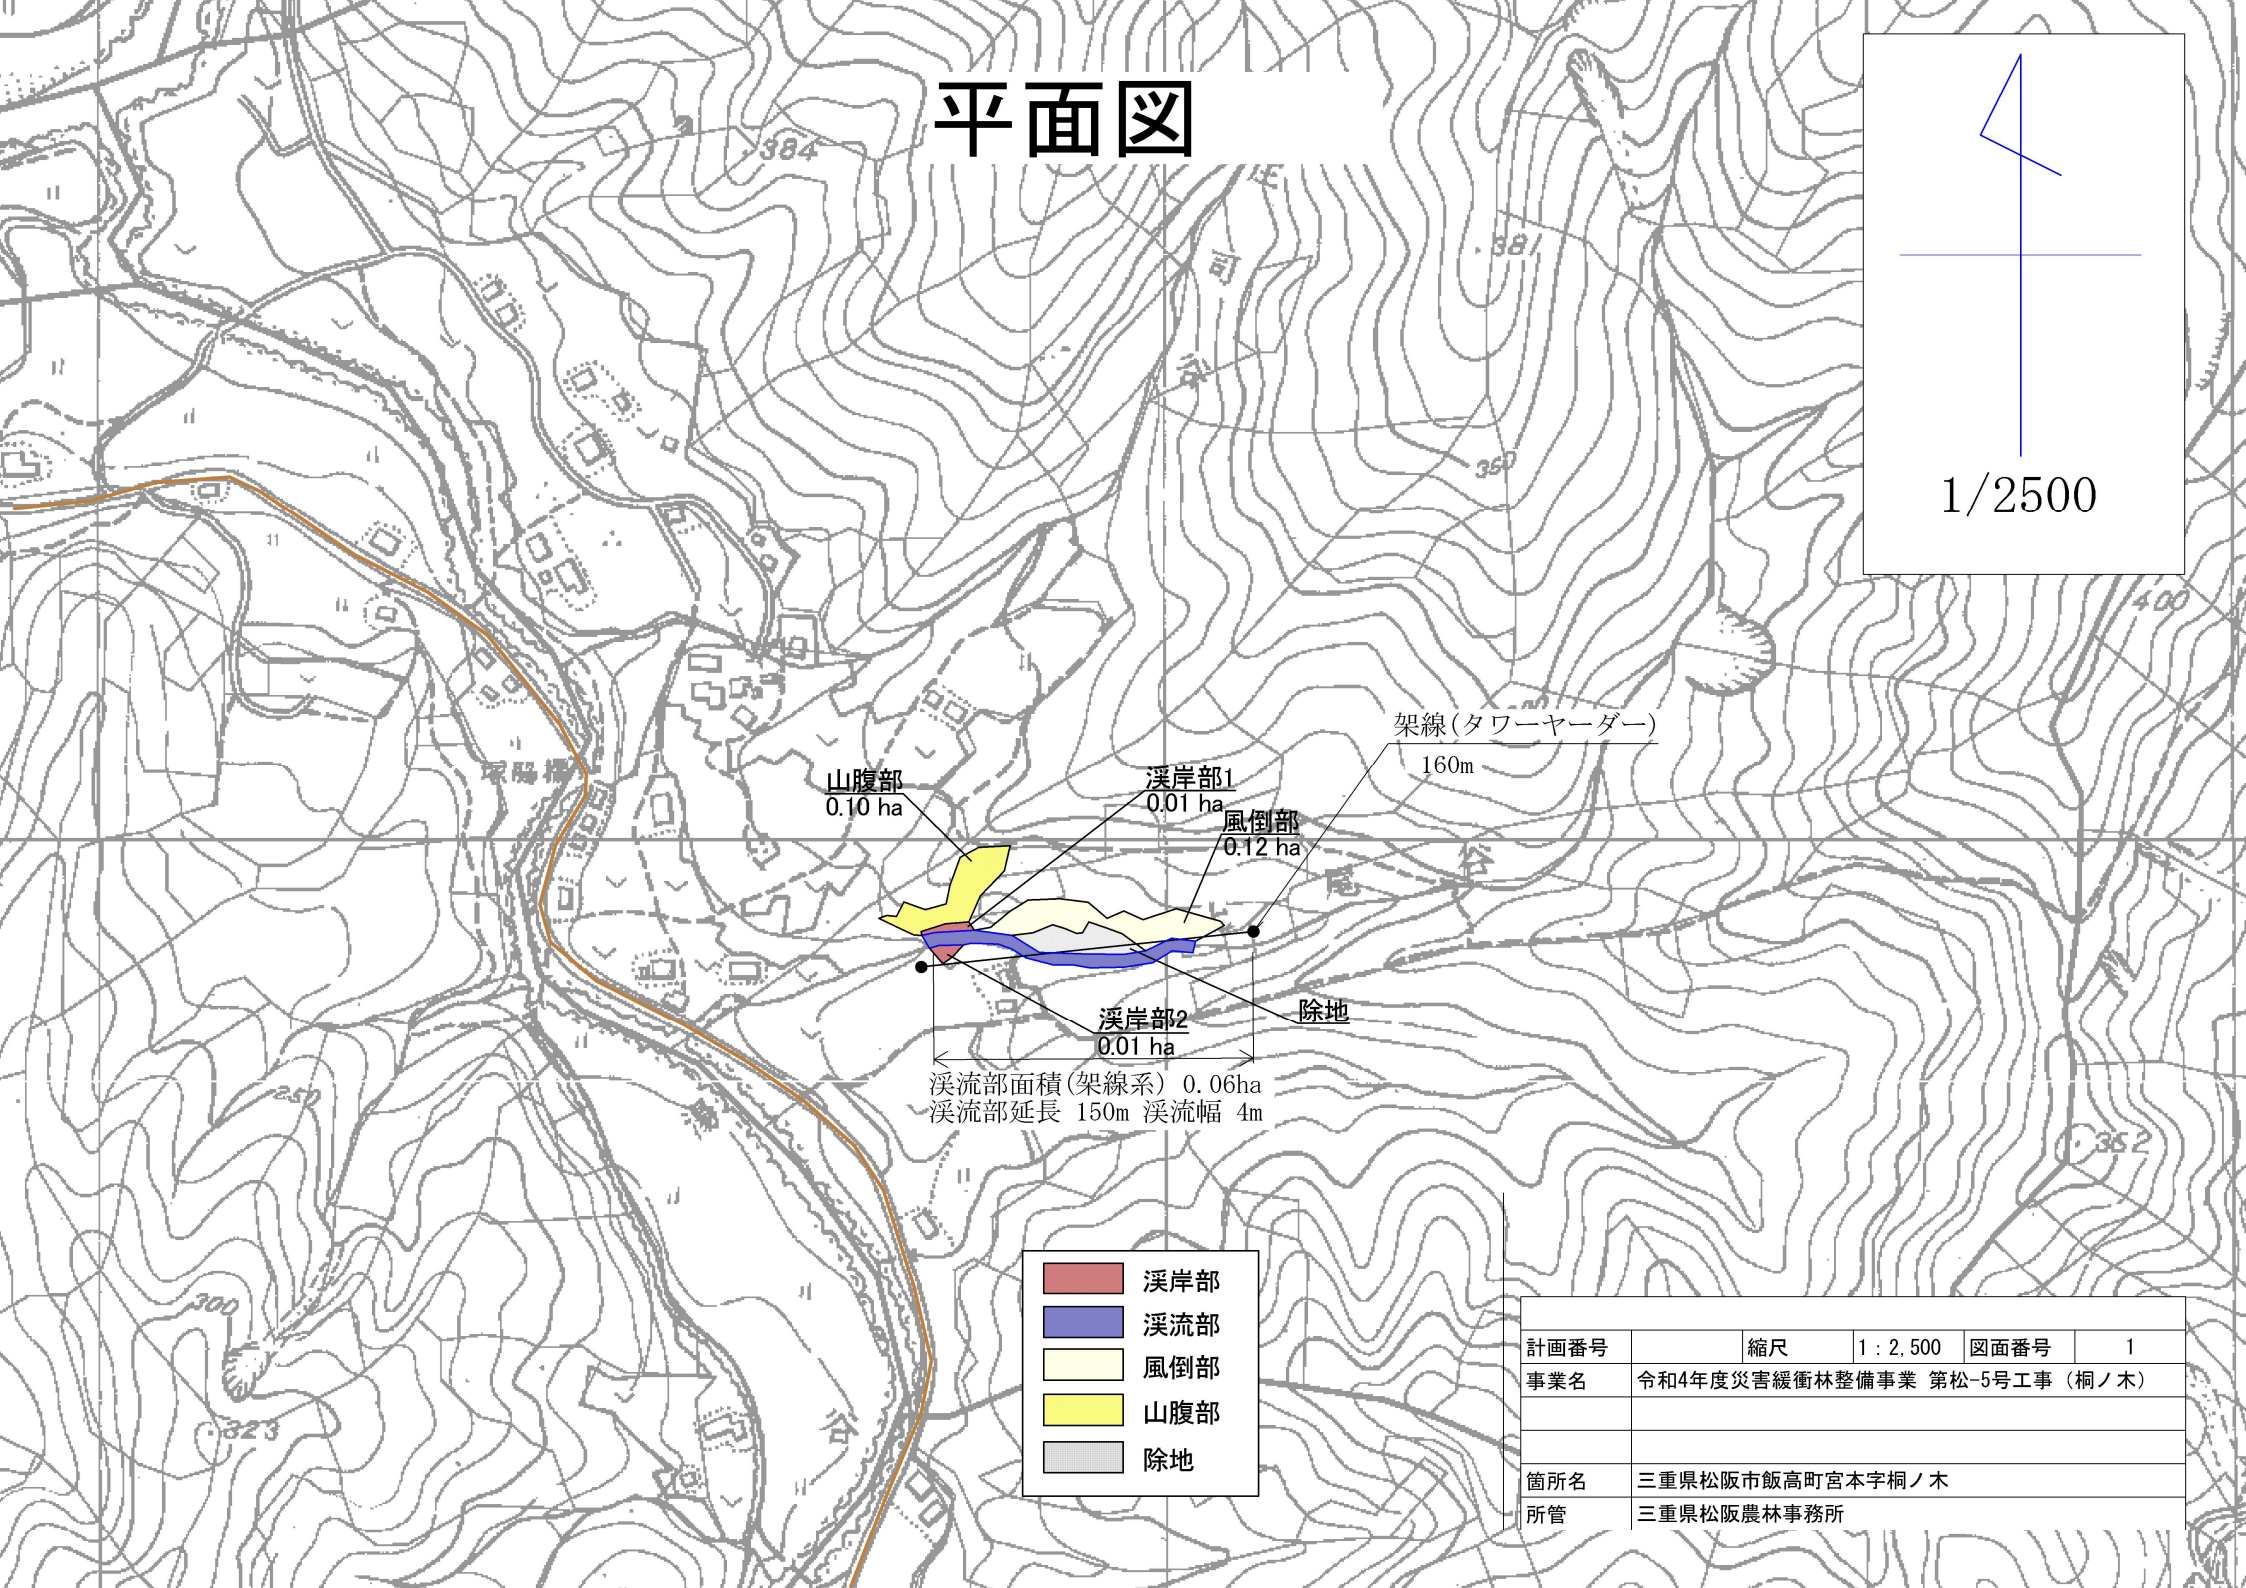 平面図
384
庄
司
谷
381
350
1/2500
400
架線(タワーヤーダー)
160m
塚脇橋
山腹部
0.10 ha
渓岸部1
0.01 ha
風倒部
0.12 ha
谷
渓岸部2
0.01 ha
除地
渓流部面積(架線系) 0.06ha
渓流部延長 150m 渓流幅 4m
250
352
300
323
谷
渓岸部
渓流部
風倒部
山腹部
除地
計画番号 縮尺 1:2,500 図面番号 1
事業名 令和4年度災害緩衝林整備事業 第松-5号工事（桐ノ木）
箇所名 三重県松阪市飯高町宮本字桐ノ木
所管 三重県松阪農林事務所